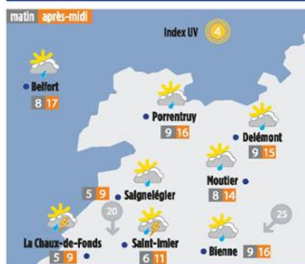 matin après-midi
Index UV 4
Belfort
8 17
Porrentruy
9 16
Delémont
9 15
Moutier
8 14
5 9
Saignelégier
20
25
La Chaux-de-Fonds
5 9
Saint-Imier
6 11
Bienne 9 16